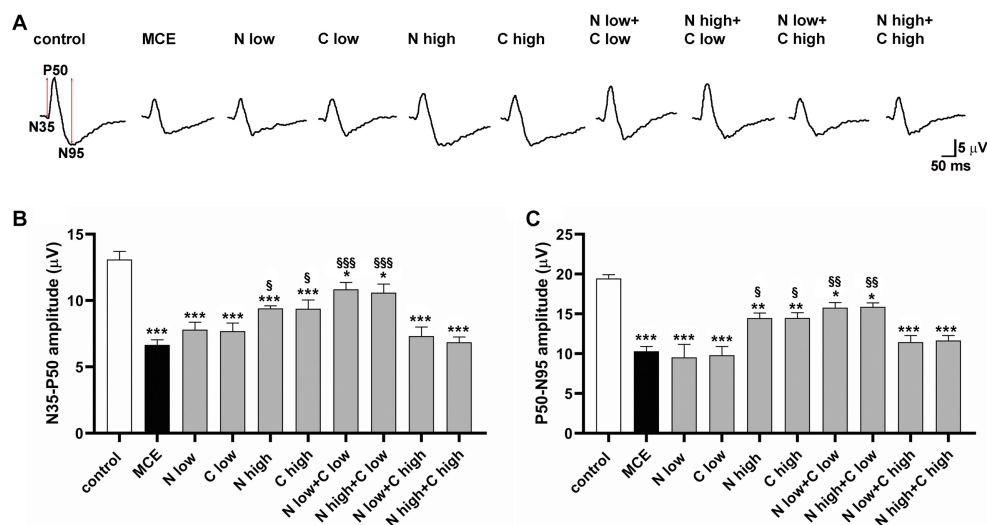 A
control
MCE
N low
C low
N high
C high
N low+
C low
N high+
C low
N low+
C high
N high+
C high
P50
N35
N95
5 μV
50 ms
B
N35-P50 amplitude (μV)
15
10
5
0
***
***
***
§
***
§
***
§§§
*
§§§
*
***
***
control
MCE
N low
C low
N high
C high
N low+C low
N high+C low
N low+C high
N high+C high
C
P50-N95 amplitude (μV)
25
20
15
10
5
0
***
***
***
§
**
§
**
§§
*
§§
*
***
***
control
MCE
N low
C low
N high
C high
N low+C low
N high+C low
N low+C high
N high+C high